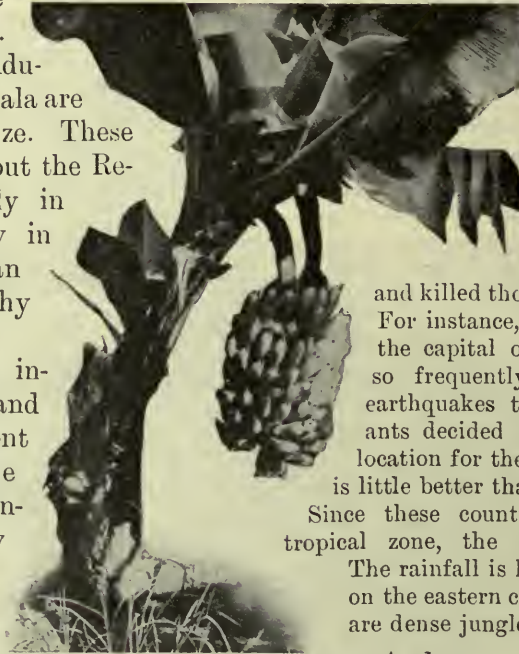 du-
ala are
ze. These
out the Re-
ly in
y in
an
hy
in-
and
nt
e
n-
y
and killed tho
For instance,
the capital o
so frequently
earthquakes t
ants decided
location for the
is little better tha
Since these count
tropical zone, the
The rainfall is
on the eastern c
are dense jungle